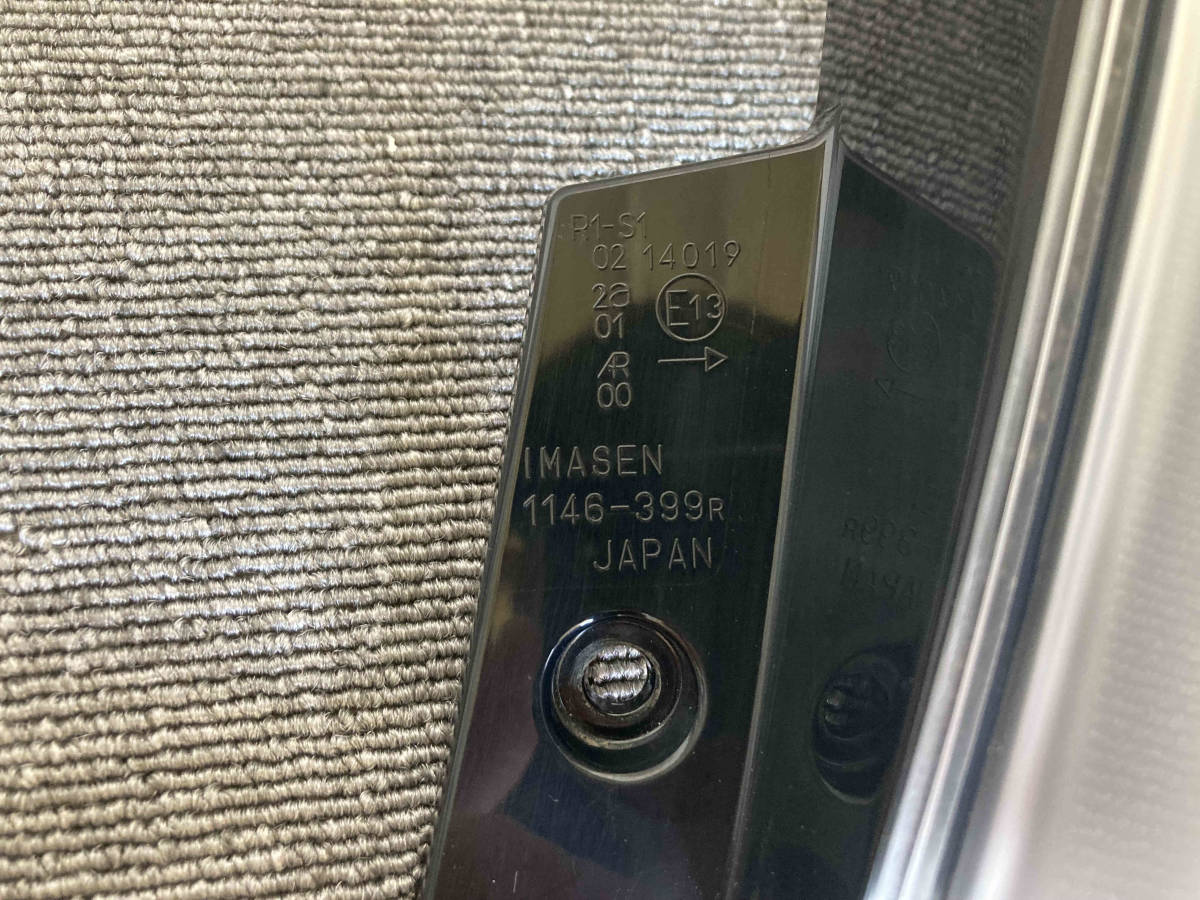 R1-S1
02 14019
2a
01
E13
AR
→
00
IMASEN
1146-399R
JAPAN